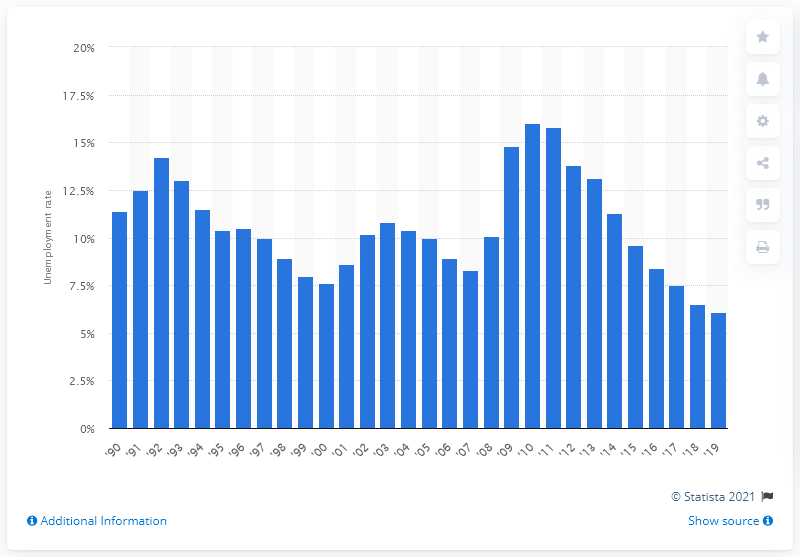 20%
17.5%
15%
12.5%
10%
7.5%
5%
2.5%
0%
Unemployment rate
'90 '91 '92 '93 '94 '95 '96 '97 '98 '99 '00 '01 '02 '03 '04 '05 '06 '07 '08 '09 '10 '11 '12 '13 '14 '15 '16 '17 '18 '19
© Statista 2021
Additional Information
Show source